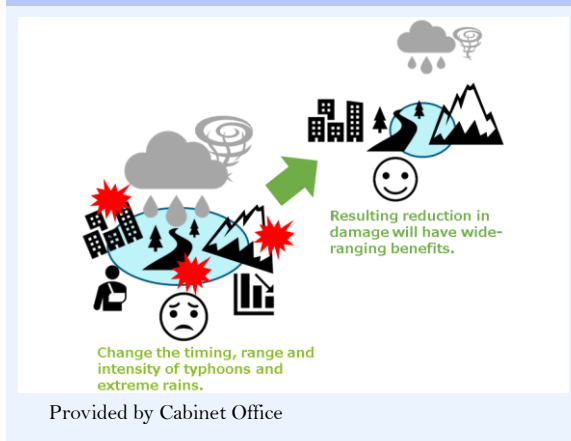 Resulting reduction in
damage will have wide-
ranging benefits.
Change the timing, range and
intensity of typhoons and
extreme rains.
Provided by Cabinet Office